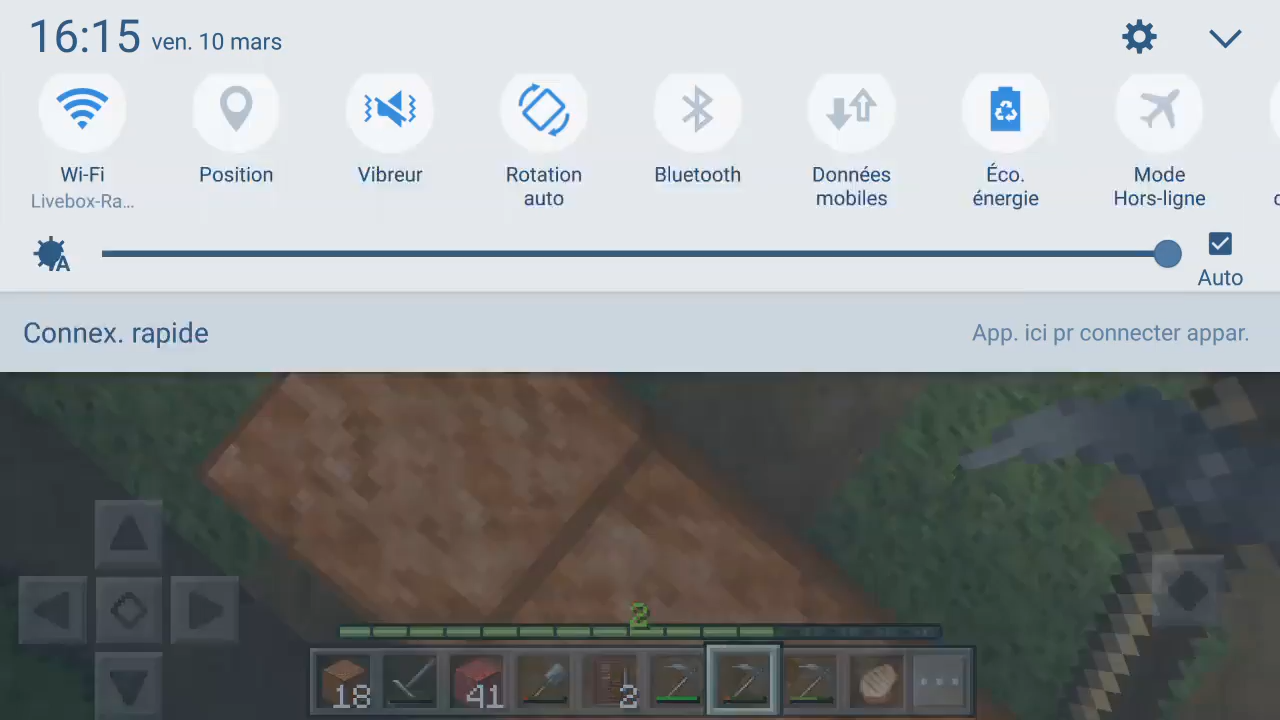 16:15 ven. 10 mars
Wi-Fi
Livebox-Ra...
Position
Vibreur
Rotation
auto
Bluetooth
Données
mobiles
Éco.
énergie
Mode
Hors-ligne
A
Auto
Connex. rapide
App. ici pr connecter appar.
2
18
41
2